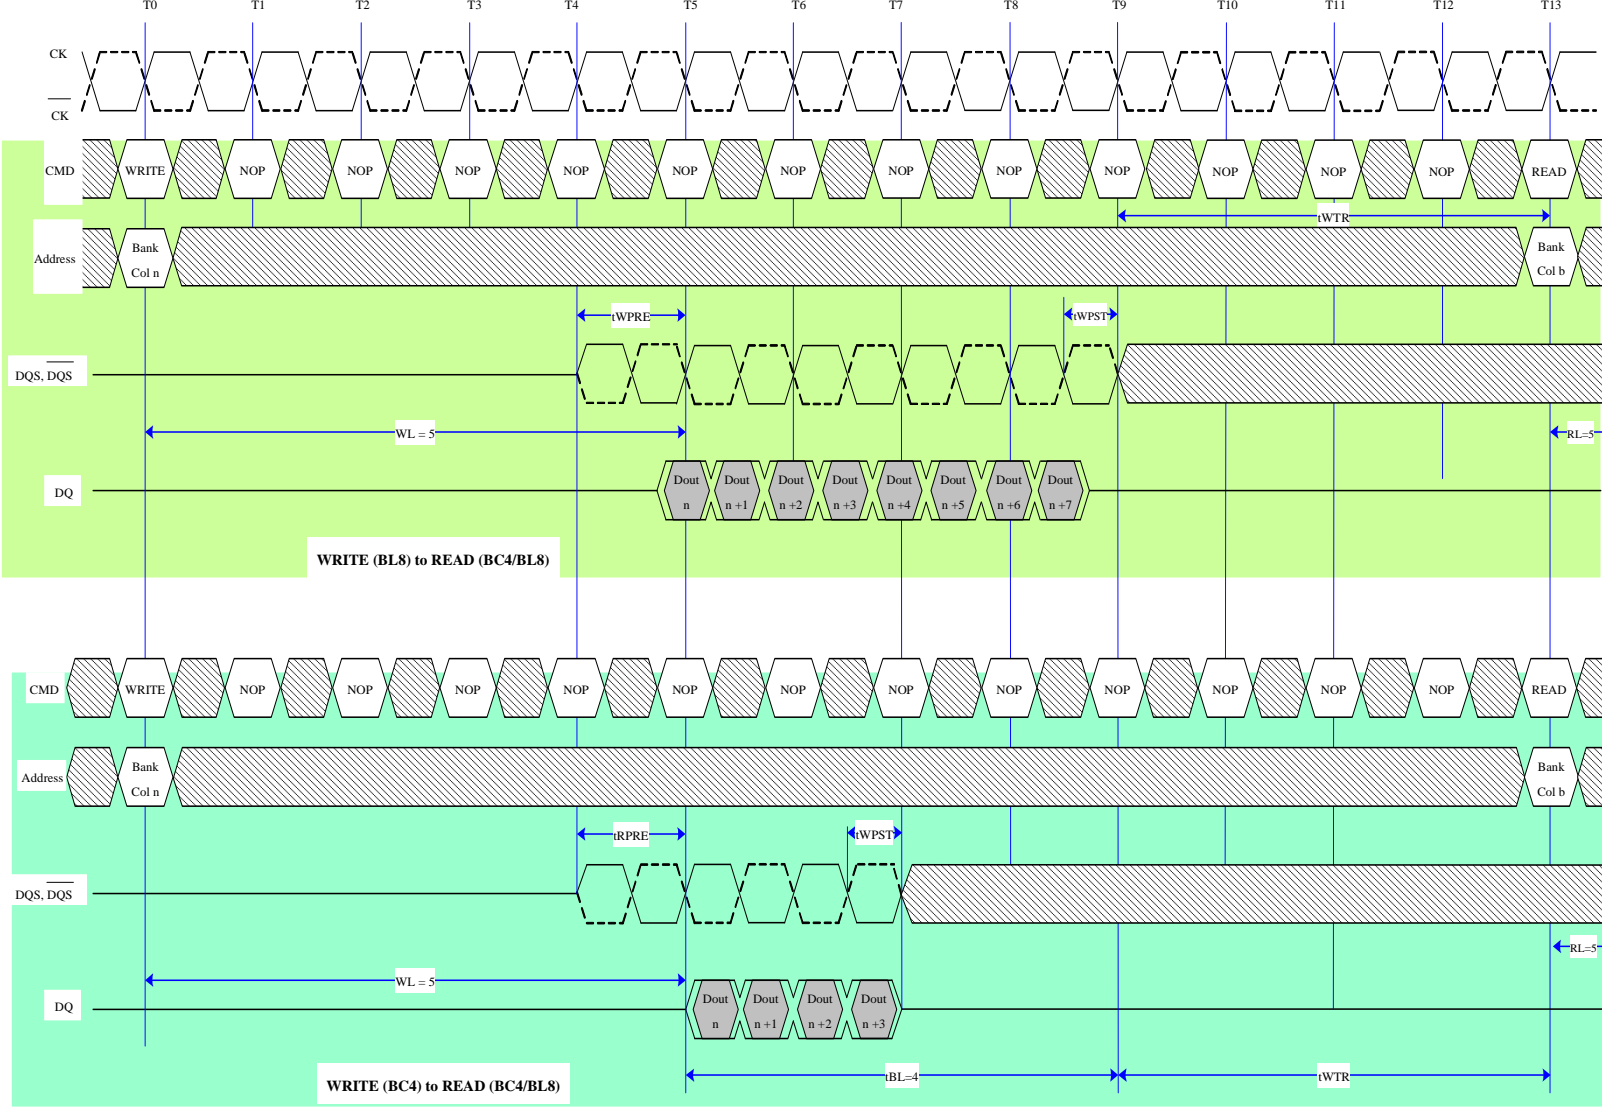 T0 T1 T2 T3 T4 T5 T6 T7 T8 T9 T10 T11 T12 T13
CK
CK
CMD WRITE NOP NOP NOP NOP NOP NOP NOP NOP NOP NOP NOP NOP READ
tWTR
Address Bank Col n Bank Col b
tWPRE tWPST
DQS, DQS
WL = 5 RL=5
DQ Dout n Dout n +1 Dout n +2 Dout n +3 Dout n +4 Dout n +5 Dout n +6 Dout n +7
WRITE (BL8) to READ (BC4/BL8)
CMD WRITE NOP NOP NOP NOP NOP NOP NOP NOP NOP NOP NOP NOP READ
Address Bank Col n Bank Col b
tRPRE tWPST
DQS, DQS
RL=5
WL = 5
DQ Dout n Dout n +1 Dout n +2 Dout n +3
tBL=4 tWTR
WRITE (BC4) to READ (BC4/BL8)